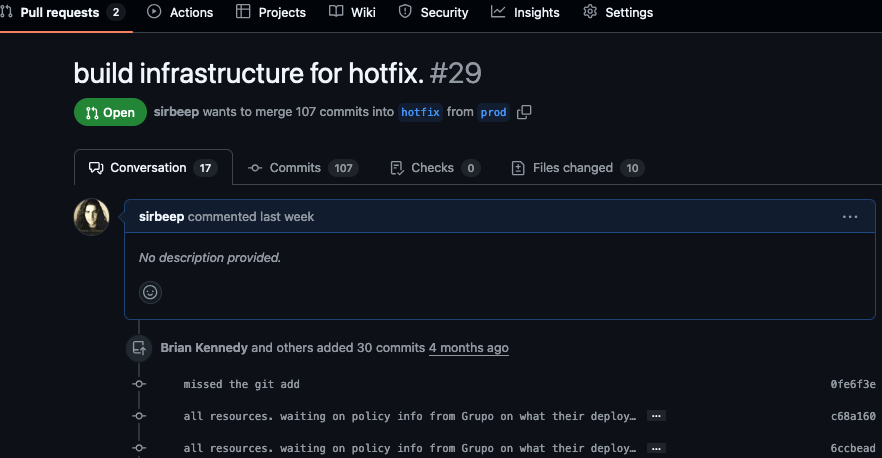 Pull requests 2 Actions Projects Wiki Security Insights Settings
build infrastructure for hotfix. #29
Open sirbeep wants to merge 107 commits into hotfix from prod
Conversation 17 Commits 107 Checks 0 Files changed 10
sirbeep commented last week ...
No description provided.
Brian Kennedy and others added 30 commits 4 months ago
missed the git add 0fe6f3e
all resources. waiting on policy info from Grupo on what their deploy… ... c68a160
all resources. waiting on policy info from Grupo on what their deploy… ... 6ccbead